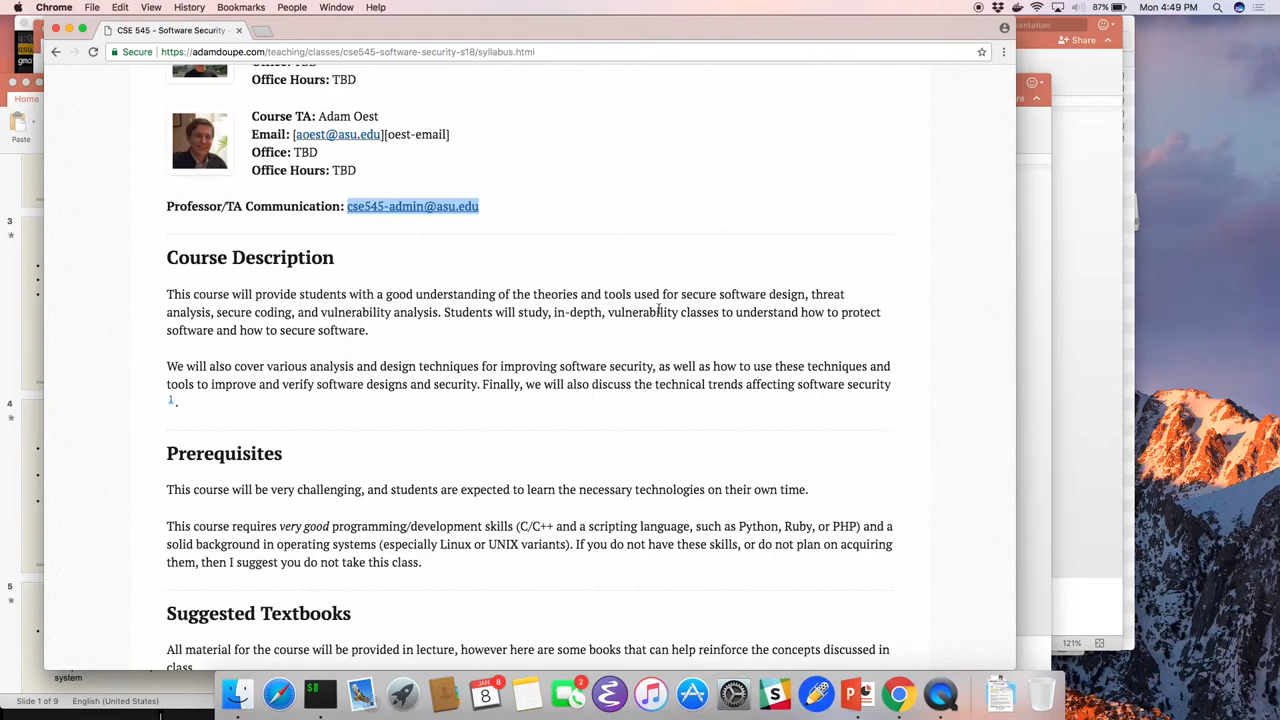 Chrome File Edit View History Bookmarks People Window Help
87% Mon 4:49 PM
CSE 545 - Software Security -
Secure https://adamdoupe.com/teaching/classes/cse545-software-security-s18/syllabus.html
Share
Home
Paste
Office Hours: TBD
Course TA: Adam Oest
Email: [aoest@asu.edu][oest-email]
Office: TBD
Office Hours: TBD
Professor/TA Communication: cse545-admin@asu.edu
Course Description
This course will provide students with a good understanding of the theories and tools used for secure software design, threat
analysis, secure coding, and vulnerability analysis. Students will study, in-depth, vulnerability classes to understand how to protect
software and how to secure software.
We will also cover various analysis and design techniques for improving software security, as well as how to use these techniques and
tools to improve and verify software designs and security. Finally, we will also discuss the technical trends affecting software security
1.
Prerequisites
This course will be very challenging, and students are expected to learn the necessary technologies on their own time.
This course requires very good programming/development skills (C/C++ and a scripting language, such as Python, Ruby, or PHP) and a
solid background in operating systems (especially Linux or UNIX variants). If you do not have these skills, or do not plan on acquiring
them, then I suggest you do not take this class.
Suggested Textbooks
All material for the course will be provided in lecture, however here are some books that can help reinforce the concepts discussed in
class.
3
4
5
system
Slide 1 of 9 English (United States)
121%
JAN
8
2